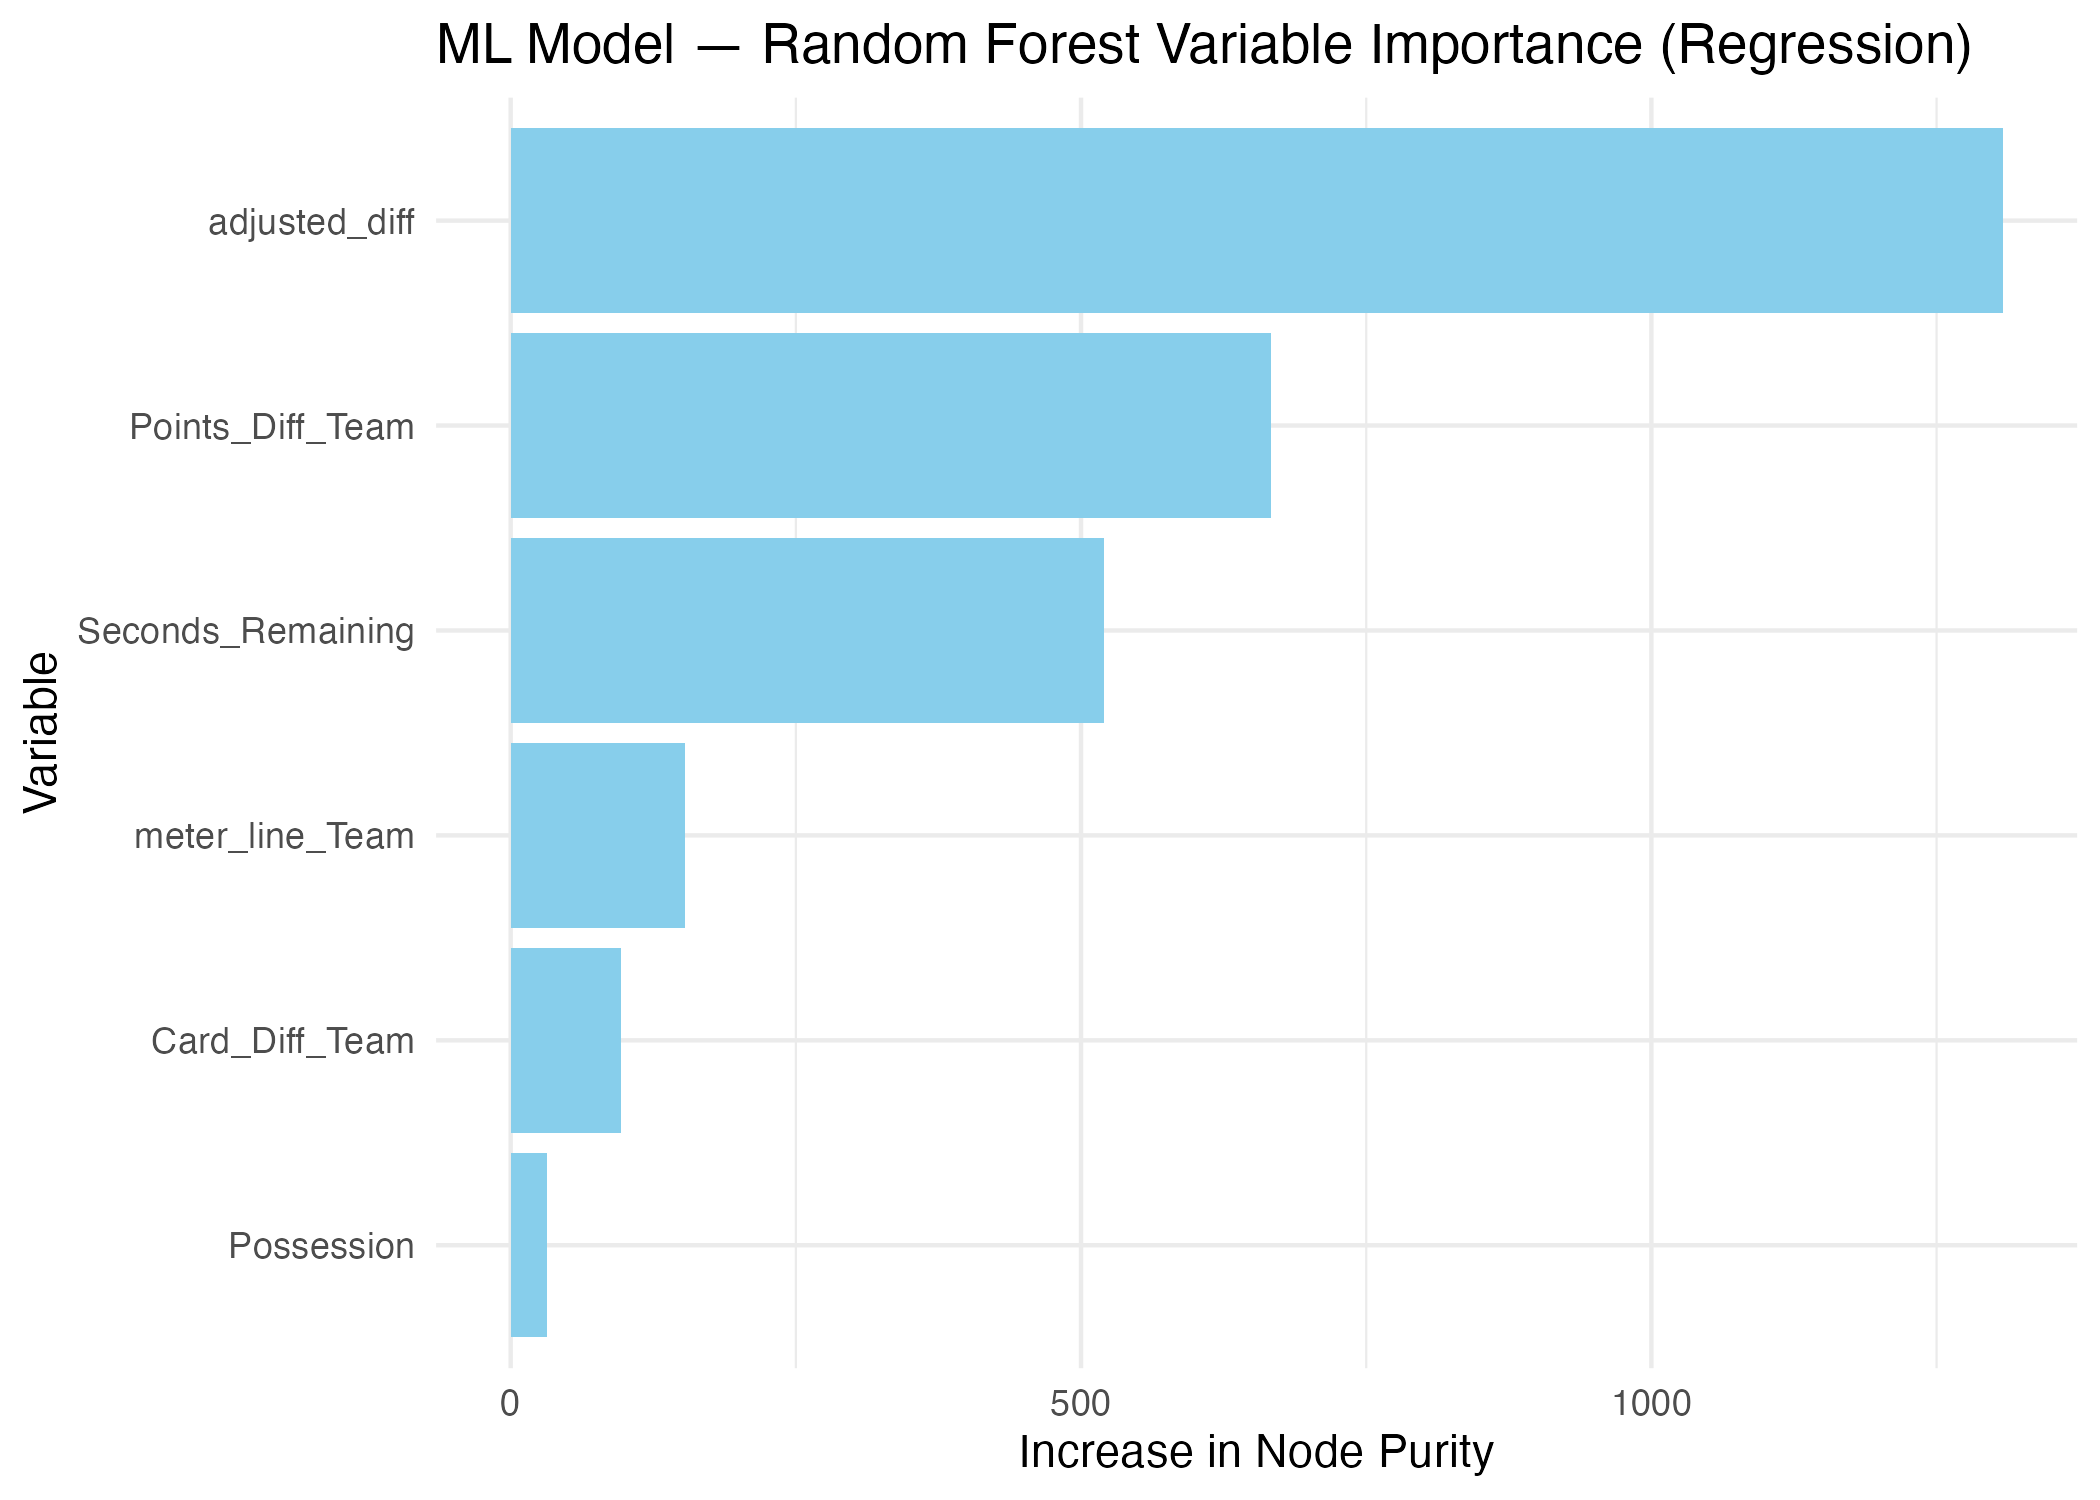 ML Model — Random Forest Variable Importance (Regression)
adjusted_diff
Points_Diff_Team
Seconds_Remaining
meter_line_Team
Card_Diff_Team
Possession
Variable
0 500 1000
Increase in Node Purity